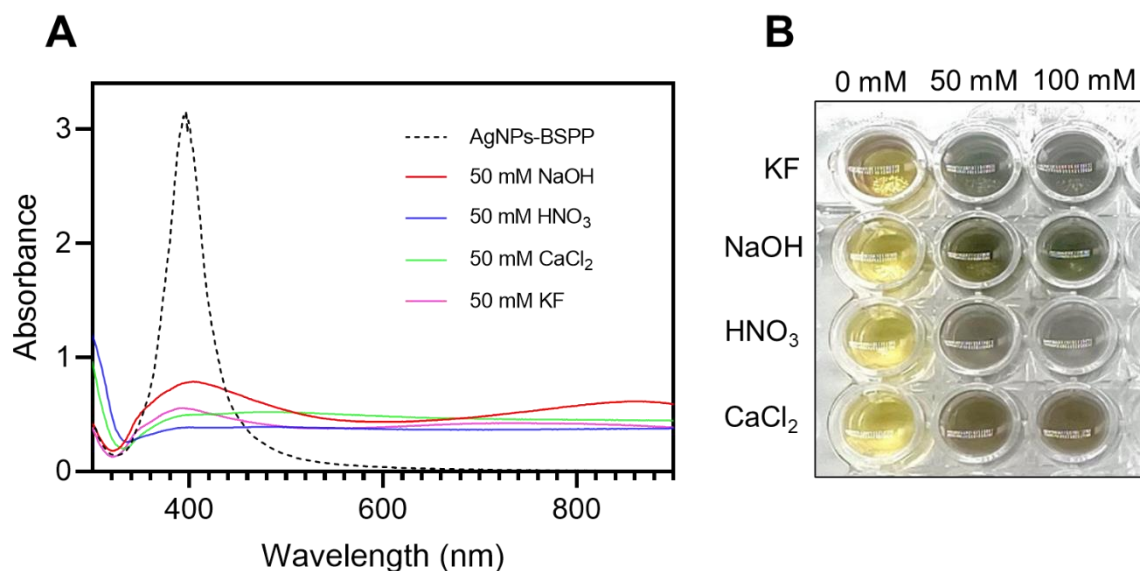 A
Absorbance
3
2
1
0
400
600
800
Wavelength (nm)
AgNPs-BSPP
50 mM NaOH
50 mM HNO₃
50 mM CaCl₂
50 mM KF
B
0 mM 50 mM 100 mM
KF
NaOH
HNO₃
CaCl₂